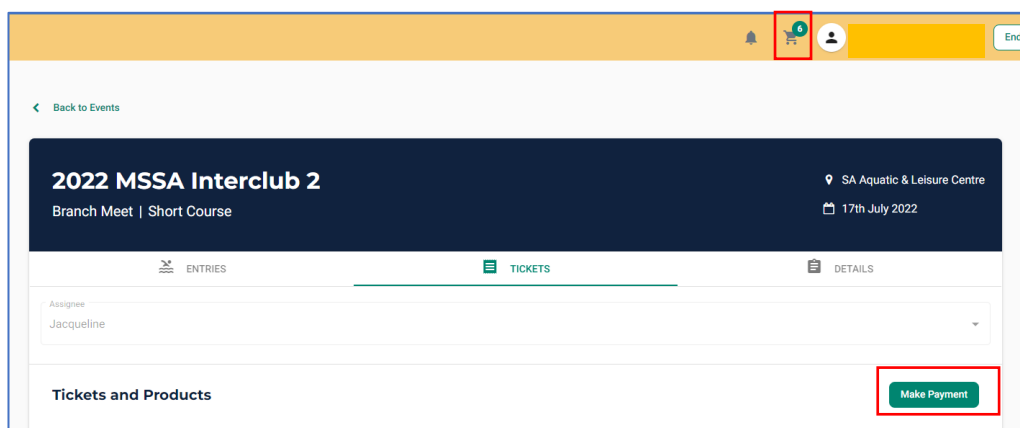 6
End
Back to Events
2022 MSSA Interclub 2
SA Aquatic & Leisure Centre
Branch Meet | Short Course
17th July 2022
ENTRIES
TICKETS
DETAILS
Assignee
Jacqueline
Tickets and Products
Make Payment